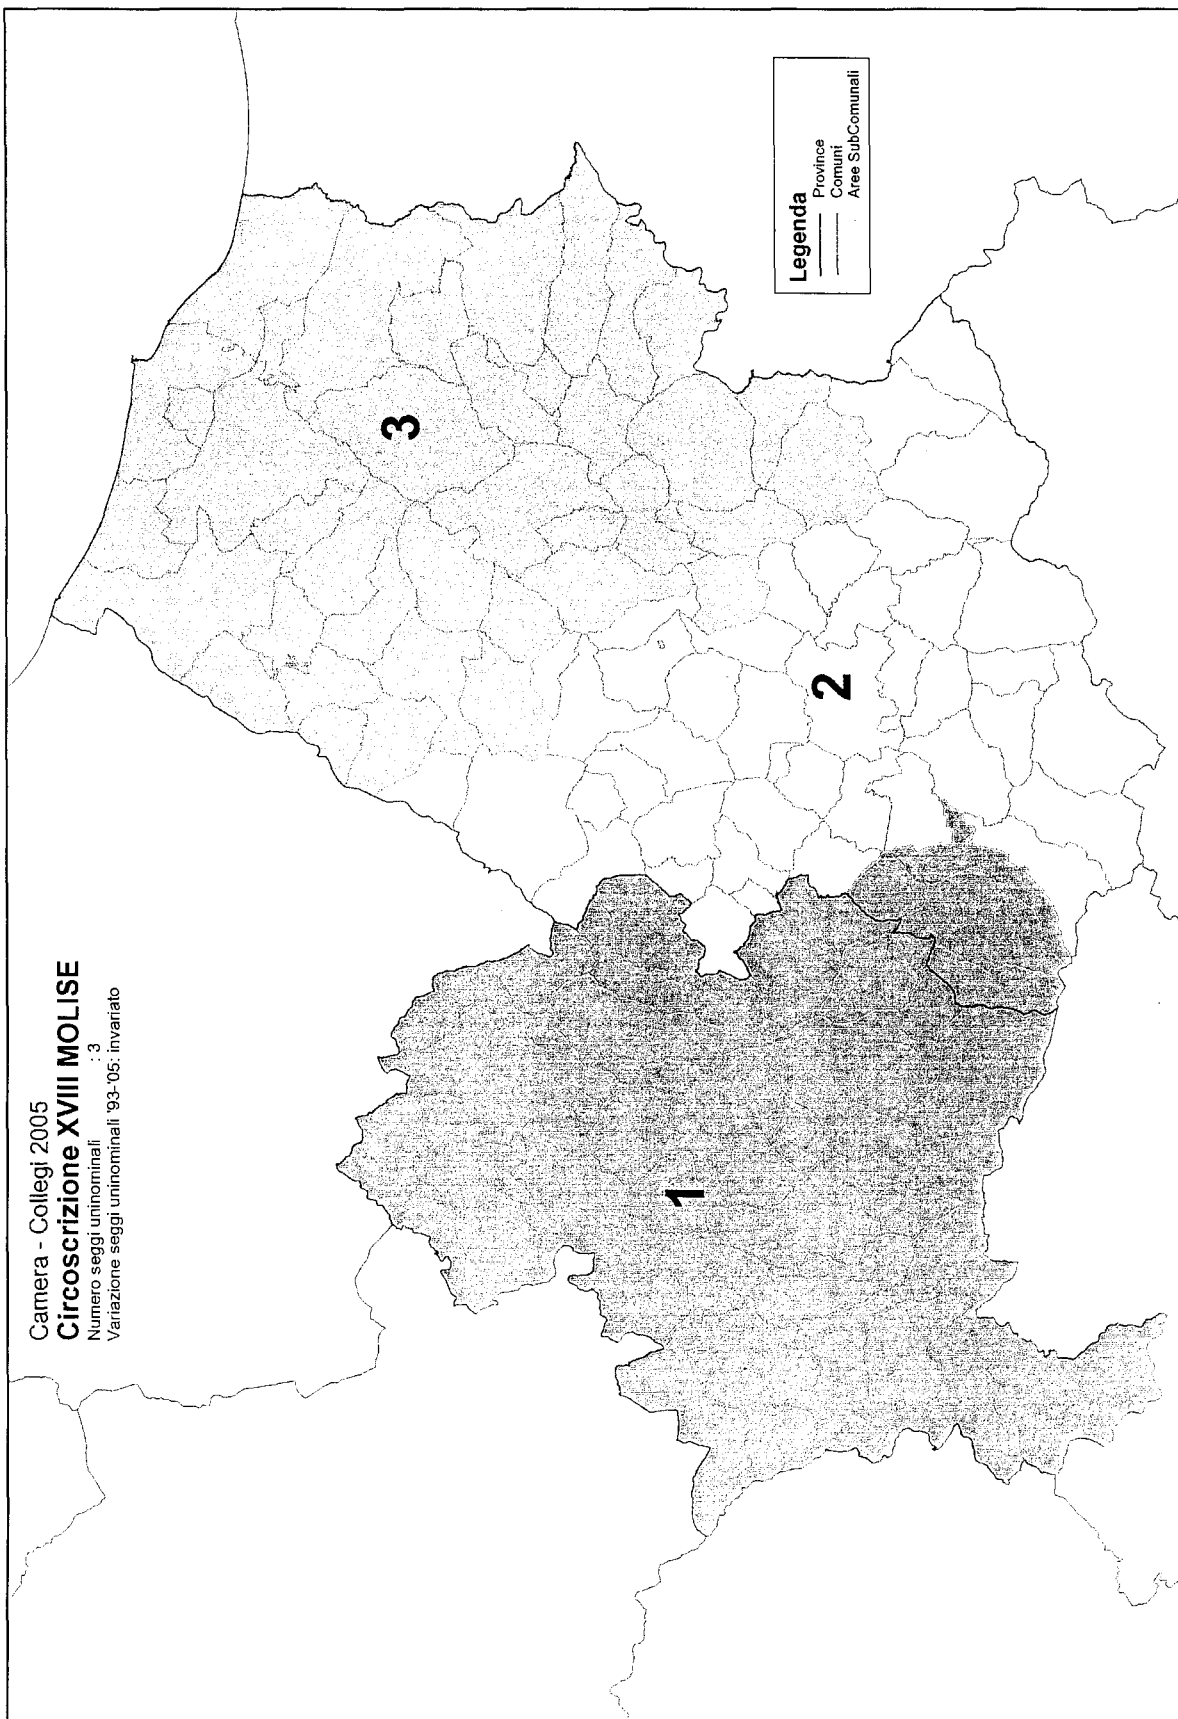 Camera - Collegi 2005
Circoscrizione XVIII MOLISE
Numero seggi uninominali : 3
Variazione seggi uninominali '93-'05: invariato
1
2
3
Legenda
Province
Comuni
Aree SubComunali